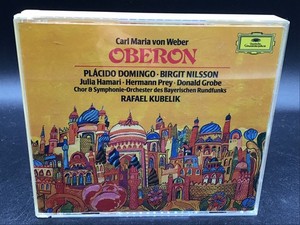 Carl Maria von Weber
OBERON
PLÁCIDO DOMINGO · BIRGIT NILSSON
Julia Hamari · Hermann Prey · Donald Grobe
Chor & Symphonie-Orchester des Bayerischen Rundfunks
RAFAEL KUBELIK